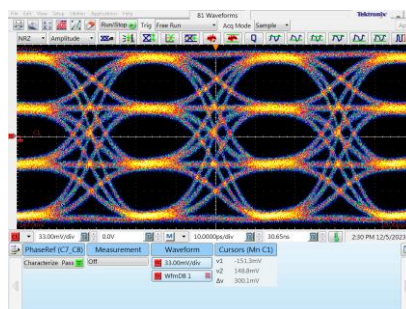 File Edit View Setup Utilities Applications Help
81 Waveforms
Tektronix
Run/Stop Trig Free Run Acq Mode Sample
NRZ Amplitude
C1
33.00mV/div 0.0V M 10.0000ps/div 30.65ns 2:30 PM 12/5/2023
PhaseRef (C7_C8) Measurement Waveform Cursors (Mn C1)
Characterize Pass Off 33.00mV/div v1 -151.3mV
WfmDB 1 v2 148.8mV
Δv 300.1mV